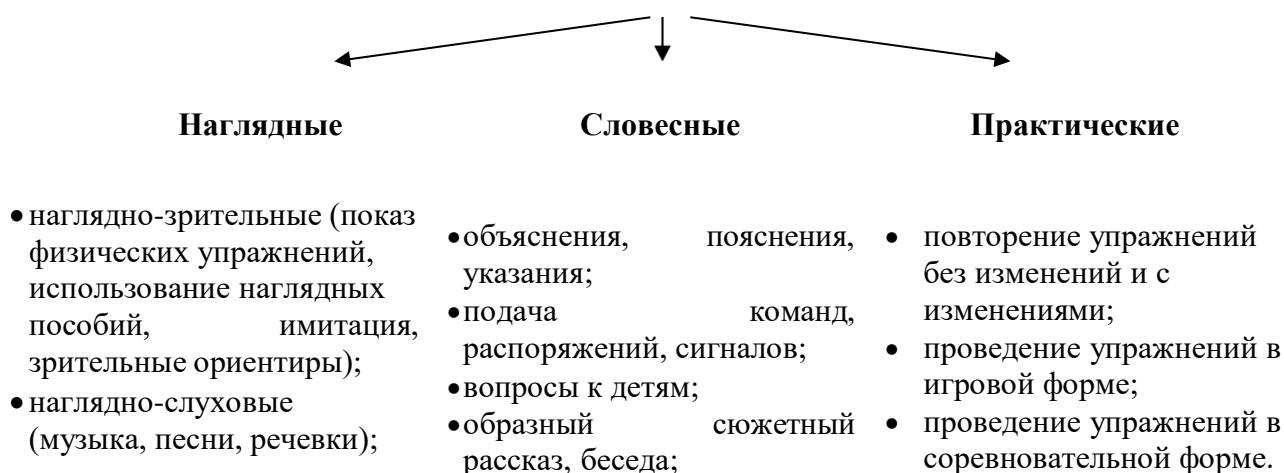 Наглядные
Словесные
Практические
• наглядно-зрительные (показ
физических упражнений,
использование наглядных
пособий, имитация,
зрительные ориентиры);
• наглядно-слуховые
(музыка, песни, речевки);
•объяснения, пояснения,
указания;
•подача команд,
распоряжений, сигналов;
•вопросы к детям;
•образный сюжетный
рассказ, беседа;
• повторение упражнений
без изменений и с
изменениями;
• проведение упражнений в
игровой форме;
• проведение упражнений в
соревновательной форме.